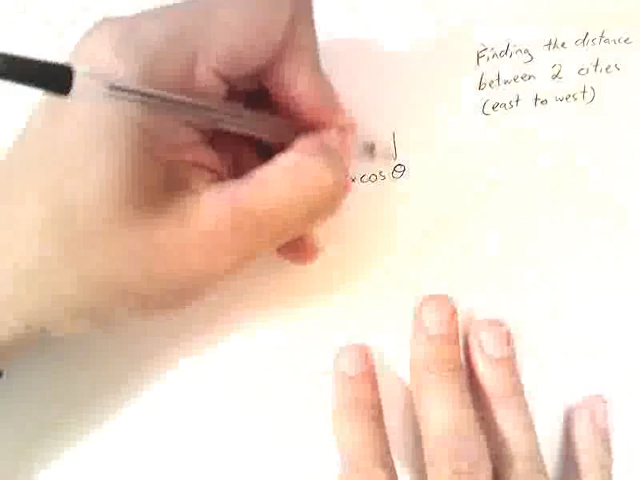 Finding the distance
between 2 cities
(east to west)
× cos θ